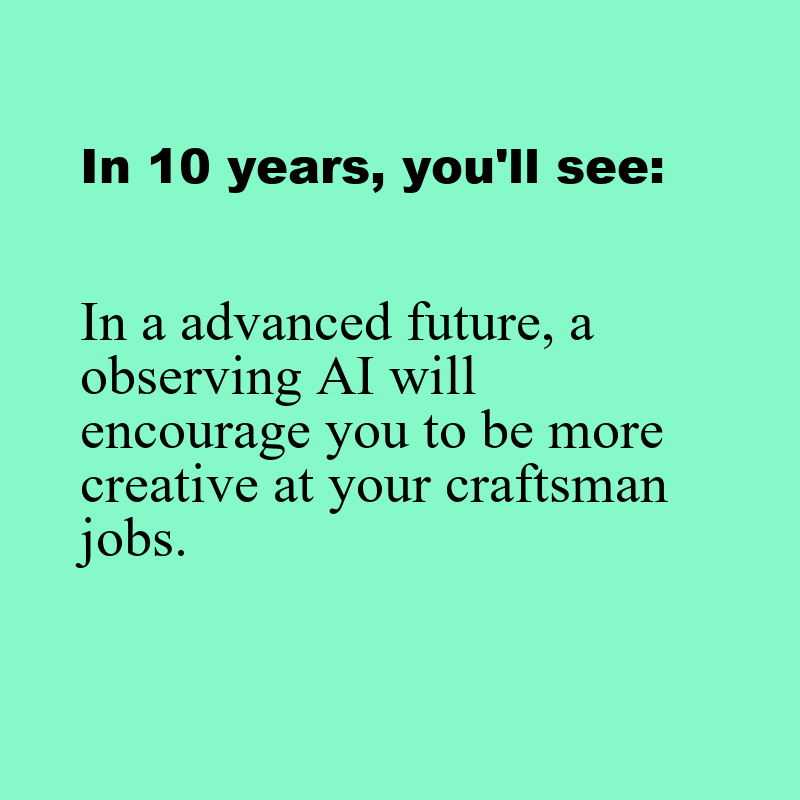 In 10 years, you'll see:
In a advanced future, a
observing AI will
encourage you to be more
creative at your craftsman
jobs.